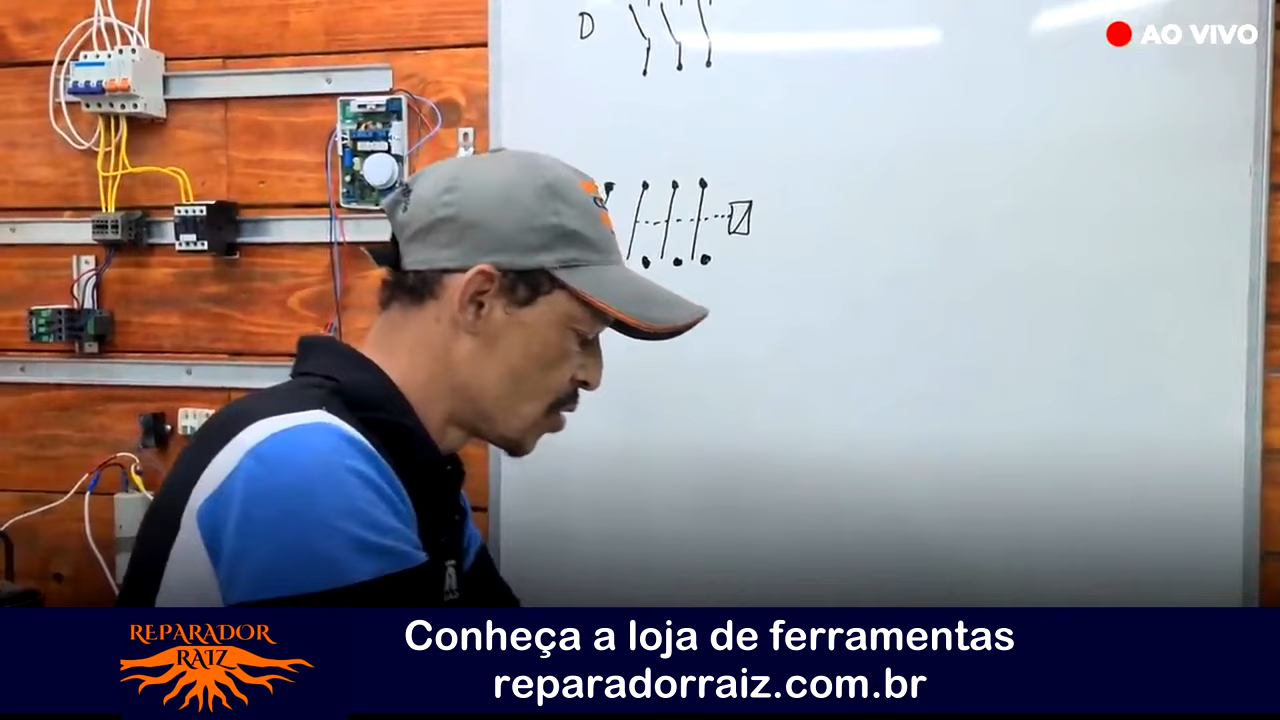 D
AO VIVO
REPARADOR
RAIZ
Conheça a loja de ferramentas
reparadorraiz.com.br